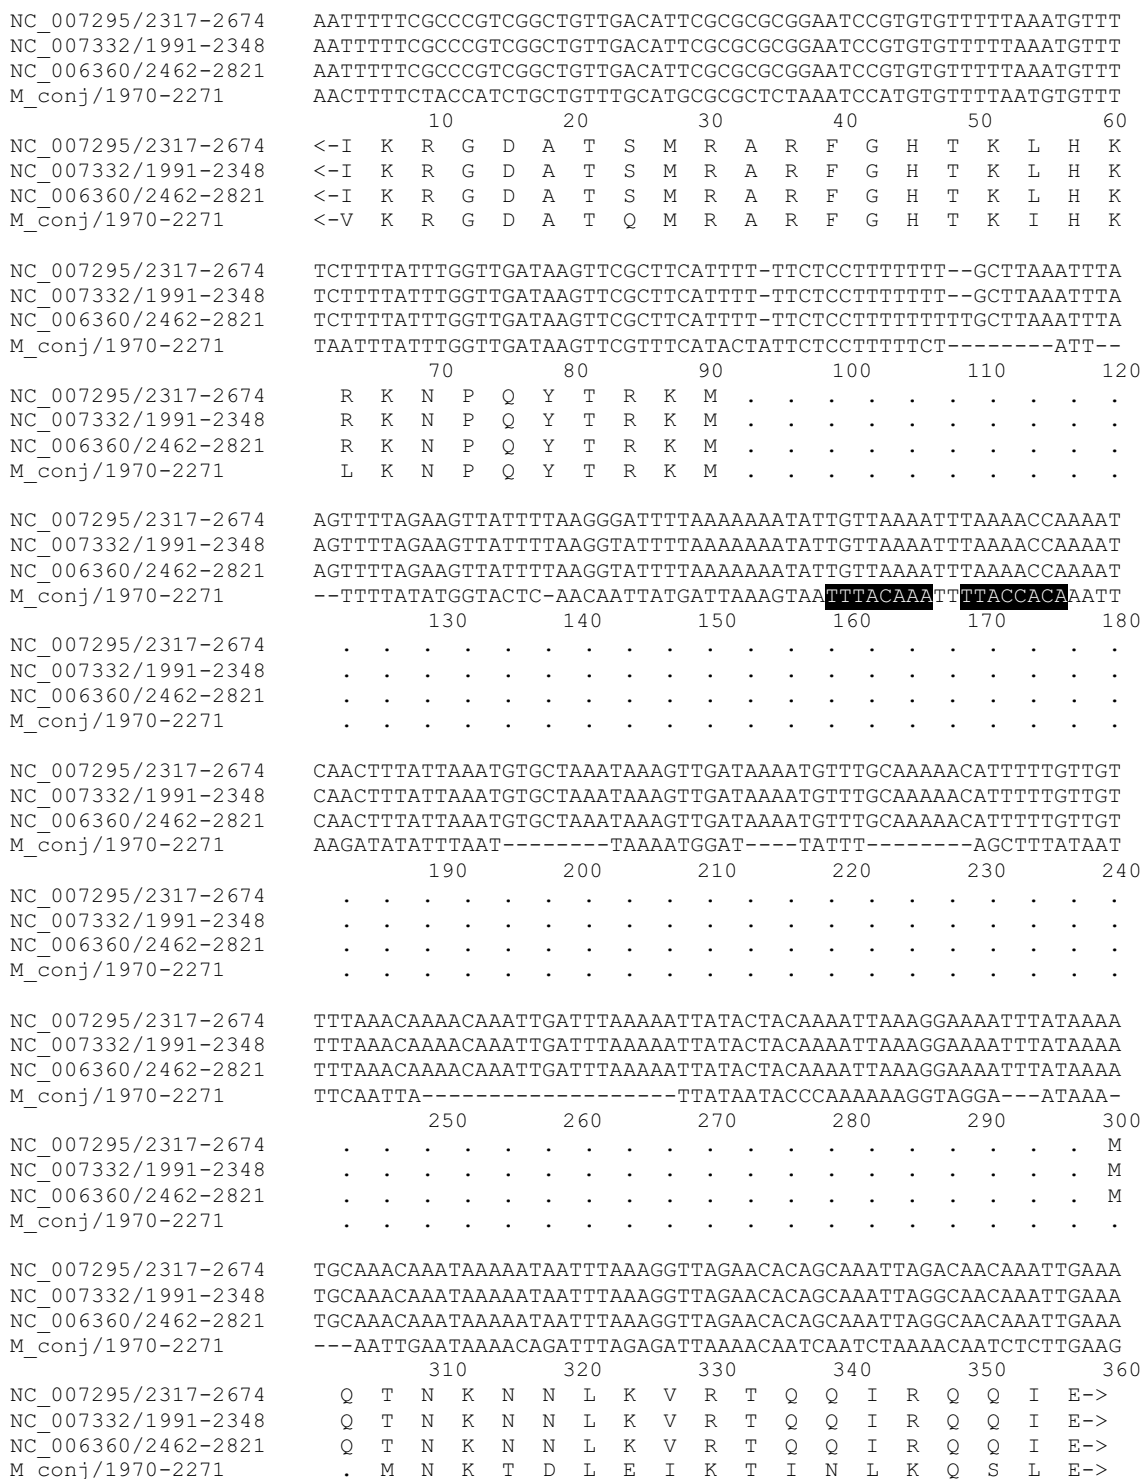 NC_007295/2317-2674 AATTTTTCGCCCGTCGGCTGTTGACATTCGCGCGCGGAATCCGTGTGTTTTTAAATGTTT
NC_007332/1991-2348 AATTTTTCGCCCGTCGGCTGTTGACATTCGCGCGCGGAATCCGTGTGTTTTTAAATGTTT
NC_006360/2462-2821 AATTTTTCGCCCGTCGGCTGTTGACATTCGCGCGCGGAATCCGTGTGTTTTTAAATGTTT
M_conj/1970-2271 AACTTTTCTACCATCTGCTGTTTGCATGCGCGCTCTAAATCCATGTGTTTTAATGTGTTT
10 20 30 40 50 60
NC_007295/2317-2674 <-I K R G D A T S M R A R F G H T K L H K
NC_007332/1991-2348 <-I K R G D A T S M R A R F G H T K L H K
NC_006360/2462-2821 <-I K R G D A T S M R A R F G H T K L H K
M_conj/1970-2271 <-V K R G D A T Q M R A R F G H T K I H K
NC_007295/2317-2674 TCTTTTATTTGGTTGATAAGTTCGCTTCATTTT-TTCTCCTTTTTTT--GCTTAAATTTA
NC_007332/1991-2348 TCTTTTATTTGGTTGATAAGTTCGCTTCATTTT-TTCTCCTTTTTTT--GCTTAAATTTA
NC_006360/2462-2821 TCTTTTATTTGGTTGATAAGTTCGCTTCATTTT-TTCTCCTTTTTTTTTGCTTAAATTTA
M_conj/1970-2271 TAATTTATTTGGTTGATAAGTTCGTTTCATACTATTCTCCTTTTTCT--------ATT--
70 80 90 100 110 120
NC_007295/2317-2674 R K N P Q Y T R K M . . . . . . . . . .
NC_007332/1991-2348 R K N P Q Y T R K M . . . . . . . . . .
NC_006360/2462-2821 R K N P Q Y T R K M . . . . . . . . . .
M_conj/1970-2271 L K N P Q Y T R K M . . . . . . . . . .
NC_007295/2317-2674 AGTTTTAGAAGTTATTTTAAGGGATTTTAAAAAAATATTGTTAAAATTTAAAACCAAAAT
NC_007332/1991-2348 AGTTTTAGAAGTTATTTTAAGGTATTTTAAAAAAATATTGTTAAAATTTAAAACCAAAAT
NC_006360/2462-2821 AGTTTTAGAAGTTATTTTAAGGTATTTTAAAAAAATATTGTTAAAATTTAAAACCAAAAT
M_conj/1970-2271 --TTTTATATGGTACTC-AACAATTATGATTAAAGTAATTTACAAATTTTACCACAAATT
130 140 150 160 170 180
NC_007295/2317-2674 . . . . . . . . . . . . . . . . . . . .
NC_007332/1991-2348 . . . . . . . . . . . . . . . . . . . .
NC_006360/2462-2821 . . . . . . . . . . . . . . . . . . . .
M_conj/1970-2271 . . . . . . . . . . . . . . . . . . . .
NC_007295/2317-2674 CAACTTTATTAAATGTGCTAAATAAAGTTGATAAAATGTTTGCAAAAACATTTTTGTTGT
NC_007332/1991-2348 CAACTTTATTAAATGTGCTAAATAAAGTTGATAAAATGTTTGCAAAAACATTTTTGTTGT
NC_006360/2462-2821 CAACTTTATTAAATGTGCTAAATAAAGTTGATAAAATGTTTGCAAAAACATTTTTGTTGT
M_conj/1970-2271 AAGATATATTTAAT--------TAAAATGGAT----TATTT--------AGCTTTATAAT
190 200 210 220 230 240
NC_007295/2317-2674 . . . . . . . . . . . . . . . . . . . .
NC_007332/1991-2348 . . . . . . . . . . . . . . . . . . . .
NC_006360/2462-2821 . . . . . . . . . . . . . . . . . . . .
M_conj/1970-2271 . . . . . . . . . . . . . . . . . . . .
NC_007295/2317-2674 TTTAAACAAAACAAATTGATTTAAAAATTATACTACAAAATTAAAGGAAAATTTATAAAA
NC_007332/1991-2348 TTTAAACAAAACAAATTGATTTAAAAATTATACTACAAAATTAAAGGAAAATTTATAAAA
NC_006360/2462-2821 TTTAAACAAAACAAATTGATTTAAAAATTATACTACAAAATTAAAGGAAAATTTATAAAA
M_conj/1970-2271 TTCAATTA-------------------TTATAATACCCAAAAAAGGTAGGA---ATAAA-
250 260 270 280 290 300
NC_007295/2317-2674 . . . . . . . . . . . . . . . . . . . M
NC_007332/1991-2348 . . . . . . . . . . . . . . . . . . . M
NC_006360/2462-2821 . . . . . . . . . . . . . . . . . . . M
M_conj/1970-2271 . . . . . . . . . . . . . . . . . . . .
NC_007295/2317-2674 TGCAAACAAATAAAAATAATTTAAAGGTTAGAACACAGCAAATTAGACAACAAATTGAAA
NC_007332/1991-2348 TGCAAACAAATAAAAATAATTTAAAGGTTAGAACACAGCAAATTAGGCAACAAATTGAAA
NC_006360/2462-2821 TGCAAACAAATAAAAATAATTTAAAGGTTAGAACACAGCAAATTAGGCAACAAATTGAAA
M_conj/1970-2271 ---AATTGAATAAAACAGATTTAGAGATTAAAACAATCAATCTAAAACAATCTCTTGAAG
310 320 330 340 350 360
NC_007295/2317-2674 Q T N K N N L K V R T Q Q I R Q Q I E->
NC_007332/1991-2348 Q T N K N N L K V R T Q Q I R Q Q I E->
NC_006360/2462-2821 Q T N K N N L K V R T Q Q I R Q Q I E->
M_conj/1970-2271 . M N K T D L E I K T I N L K Q S L E->